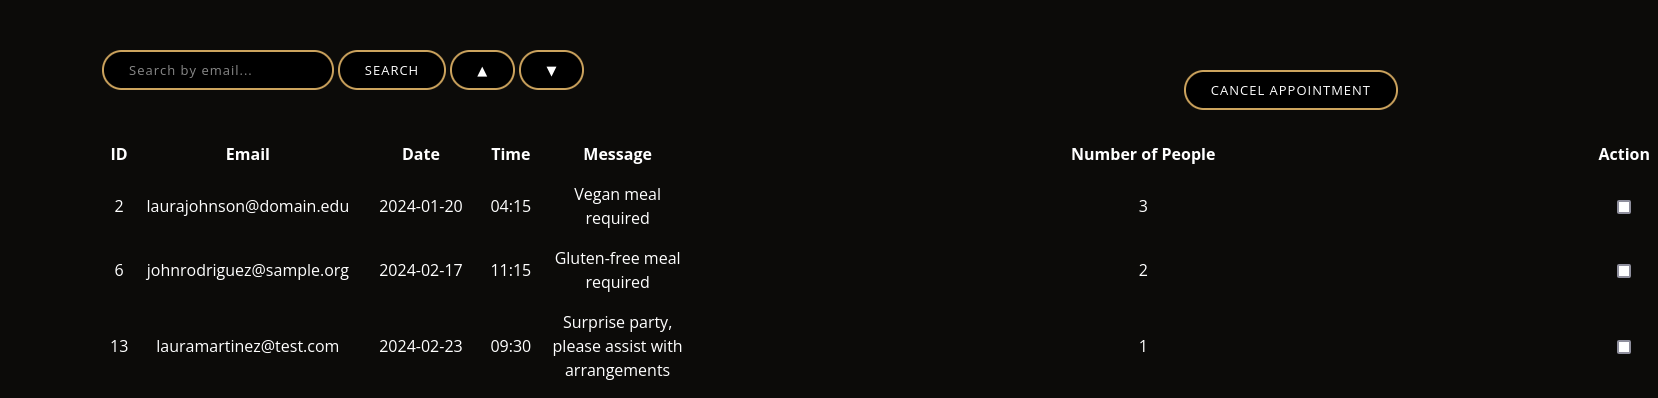 Search by email... SEARCH ▲ ▼
CANCEL APPOINTMENT
ID Email Date Time Message Number of People Action
2 laurajohnson@domain.edu 2024-01-20 04:15 Vegan meal required 3
6 johnrodriguez@sample.org 2024-02-17 11:15 Gluten-free meal required 2
13 lauramartinez@test.com 2024-02-23 09:30 Surprise party, please assist with arrangements 1